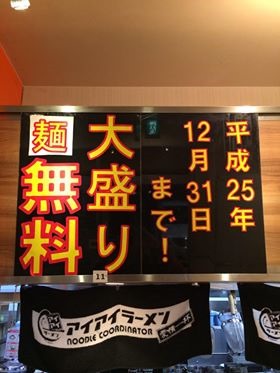 平成25年
12月31日
まで!
大盛り
麺
無料
11
アイアイラーメン
NOODLE COORDINATOR